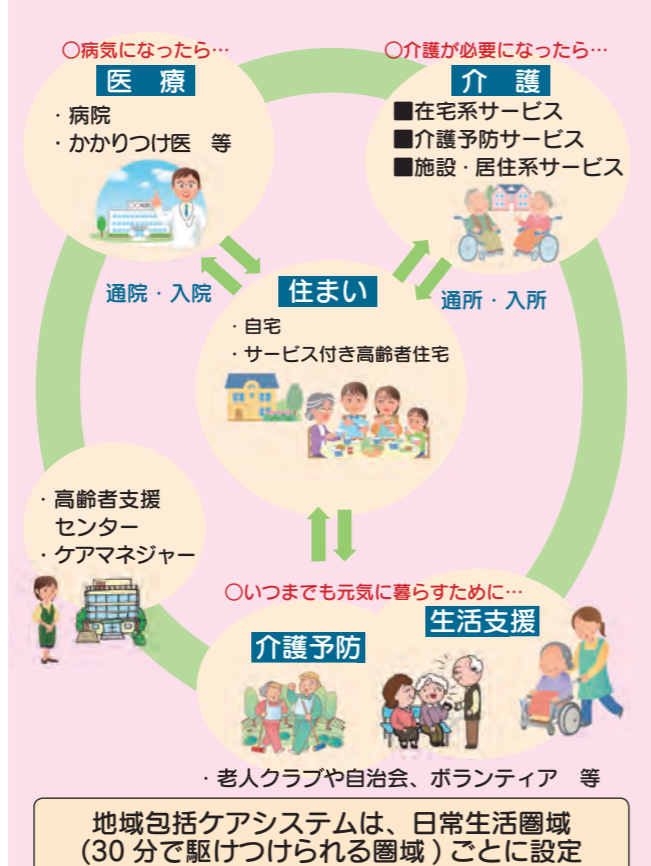 ○病気になったら…
医 療
・病院
・かかりつけ医 等
○介護が必要になったら…
介 護
■在宅系サービス
■介護予防サービス
■施設・居住系サービス
通院・入院
通所・入所
住まい
・自宅
・サービス付き高齢者住宅
・高齢者支援
センター
・ケアマネジャー
○いつまでも元気に暮らすために…
生活支援
介護予防
・老人クラブや自治会、ボランティア 等
地域包括ケアシステムは、日常生活圏域
(30 分で駆けつけられる圏域 ) ごとに設定